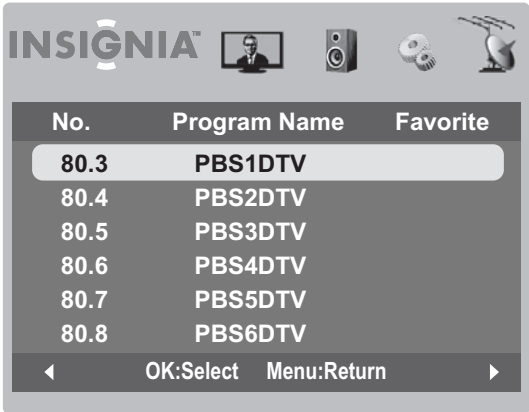 INSIGNIA™
No. Program Name Favorite
80.3 PBS1DTV
80.4 PBS2DTV
80.5 PBS3DTV
80.6 PBS4DTV
80.7 PBS5DTV
80.8 PBS6DTV
OK:Select Menu:Return